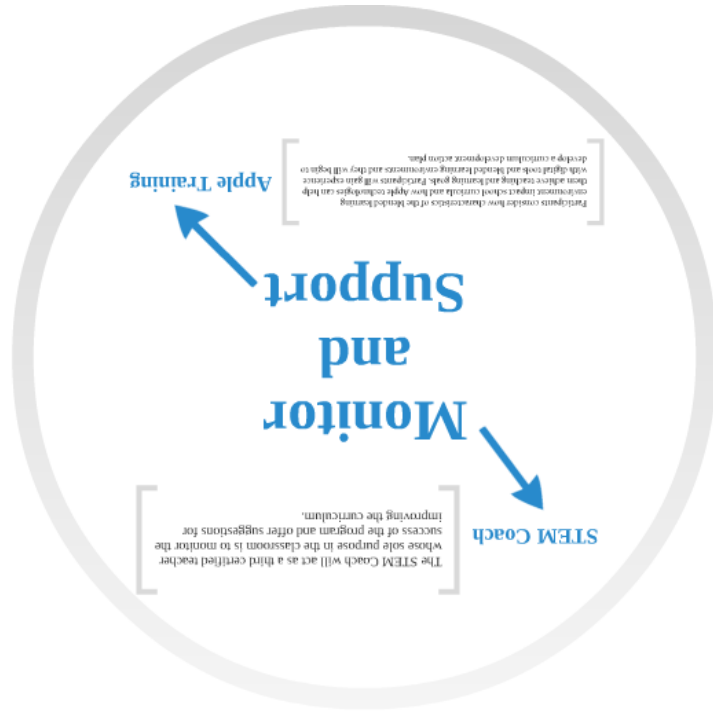 STEM Coach
The STEM Coach will act as a third certified teacher
whose sole purpose in the classroom is to monitor the
success of the program and offer suggestions for
improving the curriculum.
Monitor
and
Support
Participants consider how characteristics of the blended learning
environment impact school curricula and how Apple technologies can help
them achieve teaching and learning goals. Participants will gain experience
with digital tools and blended learning environments and they will begin to
develop a curriculum development action plan.
Apple Training